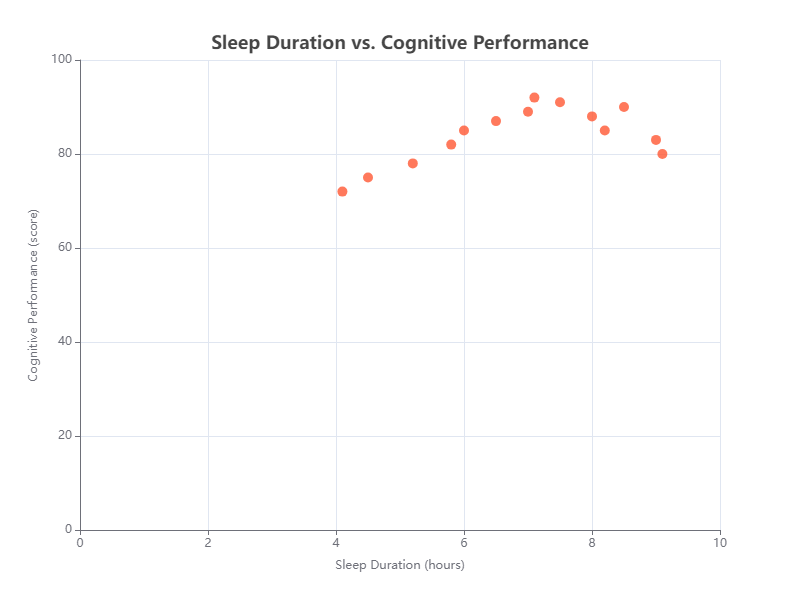 Sleep Duration vs. Cognitive Performance
100
80
60
40
20
0
Cognitive Performance (score)
0 2 4 6 8 10
Sleep Duration (hours)